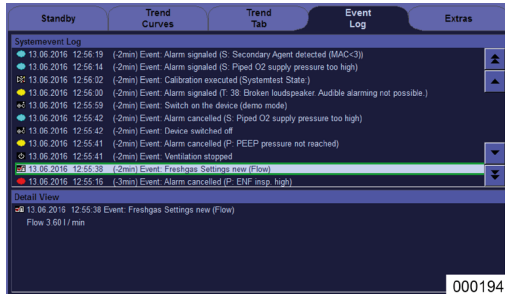 Standby
Trend
Curves
Trend
Tab
Event
Log
Extras
Systemevent Log
13.06.2016 12:56:19 (-2min) Event: Alarm signaled (S: Secondary Agent detected (MAC<3))
13.06.2016 12:56:14 (-2min) Event: Alarm signaled (S: Piped O2 supply pressure too high)
13.06.2016 12:56:02 (-2min) Event: Calibration executed (Systemtest State:)
13.06.2016 12:56:00 (-2min) Event: Alarm signaled (T: 38: Broken loudspeaker. Audible alarming not possible.)
13.06.2016 12:55:59 (-2min) Event: Switch on the device (demo mode)
13.06.2016 12:55:42 (-2min) Event: Alarm cancelled (S: Piped O2 supply pressure too high)
13.06.2016 12:55:42 (-2min) Event: Device switched off
13.06.2016 12:55:41 (-2min) Event: Alarm cancelled (P: PEEP pressure not reached)
13.06.2016 12:55:41 (-2min) Event: Ventilation stopped
13.06.2016 12:55:38 (-2min) Event: Freshgas Settings new (Flow)
13.06.2016 12:55:16 (-3min) Event: Alarm cancelled (P: ENF insp. high)
Detail View
13.06.2016 12:55:38 Event: Freshgas Settings new (Flow)
Flow 3.60 l / min
000194